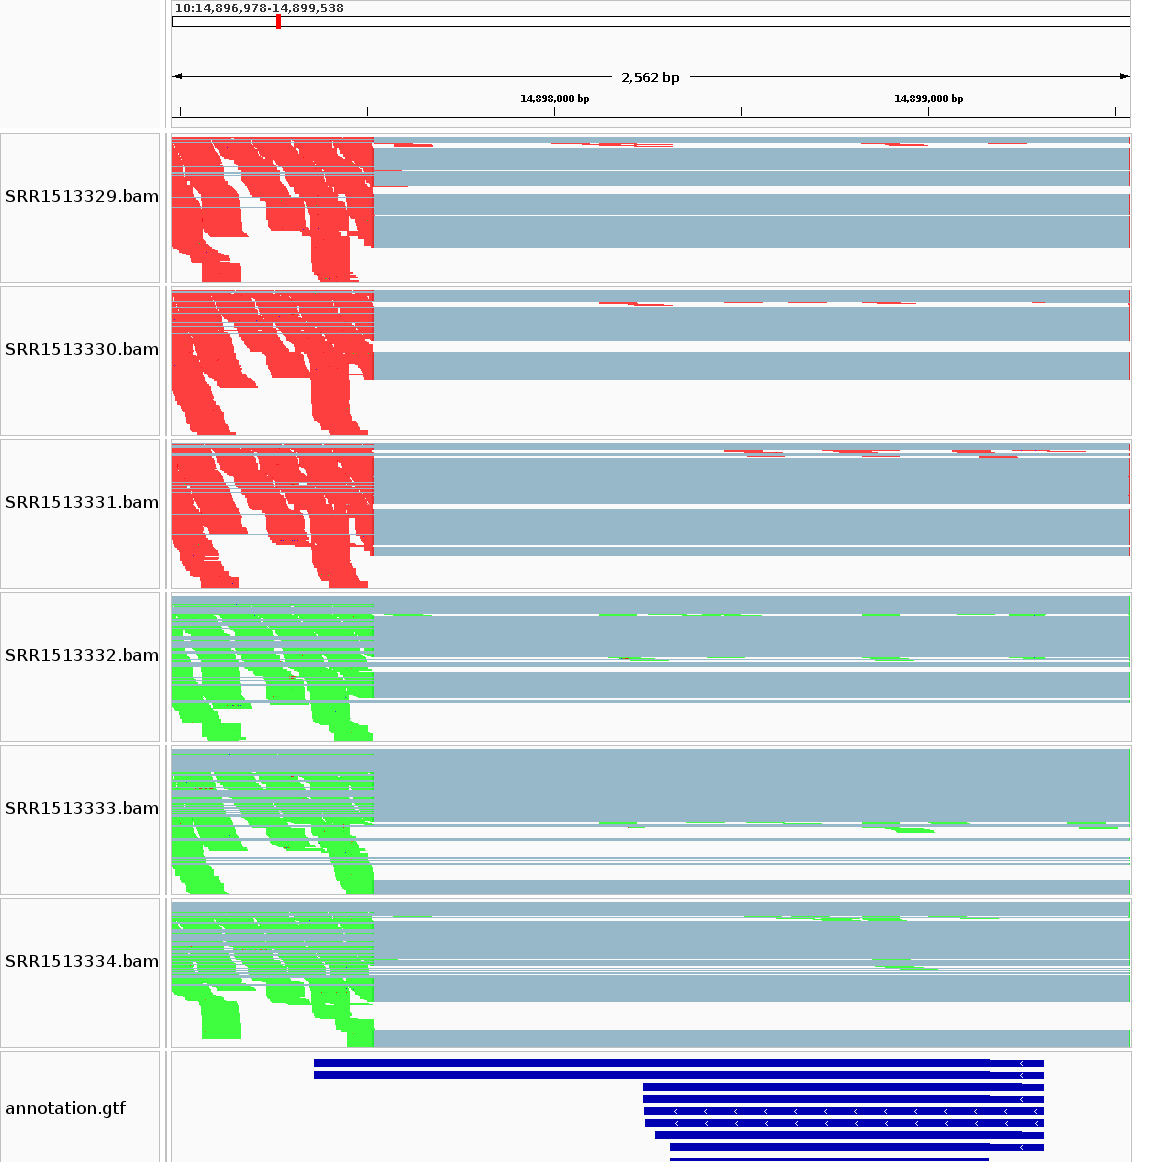 10:14,896,978-14,899,538
2,562 bp
14,898,000 bp 14,899,000 bp
SRR1513329.bam
SRR1513330.bam
SRR1513331.bam
SRR1513332.bam
SRR1513333.bam
SRR1513334.bam
annotation.gtf